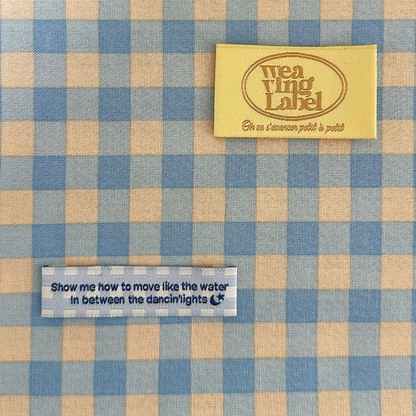 wea
ving
Label
On va s'avancer petit à petit
Show me how to move like the water
In between the dancin'lights